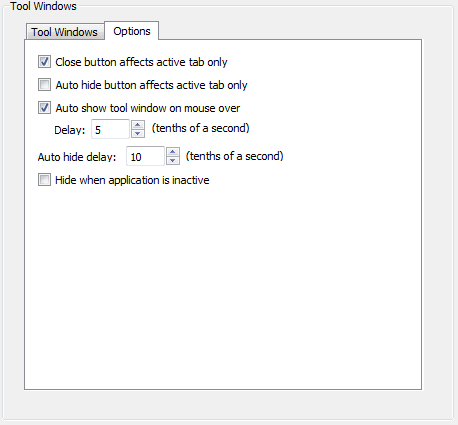 Tool Windows
Tool Windows Options
Close button affects active tab only
Auto hide button affects active tab only
Auto show tool window on mouse over
Delay: 5 (tenths of a second)
Auto hide delay: 10 (tenths of a second)
Hide when application is inactive